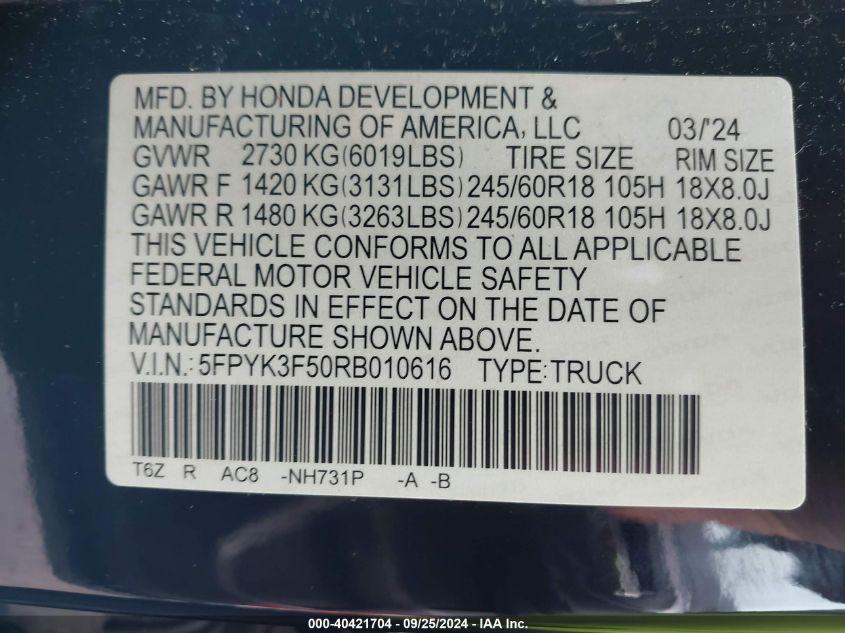 MFD. BY HONDA DEVELOPMENT &
MANUFACTURING OF AMERICA, LLC 03/'24
GVWR 2730 KG(6019LBS) TIRE SIZE RIM SIZE
GAWR F 1420 KG(3131LBS) 245/60R18 105H 18X8.0J
GAWR R 1480 KG(3263LBS) 245/60R18 105H 18X8.0J
THIS VEHICLE CONFORMS TO ALL APPLICABLE
FEDERAL MOTOR VEHICLE SAFETY
STANDARDS IN EFFECT ON THE DATE OF
MANUFACTURE SHOWN ABOVE.
V.I.N.: 5FPYK3F50RB010616 TYPE:TRUCK
T6Z R AC8 -NH731P -A -B
000-40421704 - 09/25/2024 - IAA Inc.